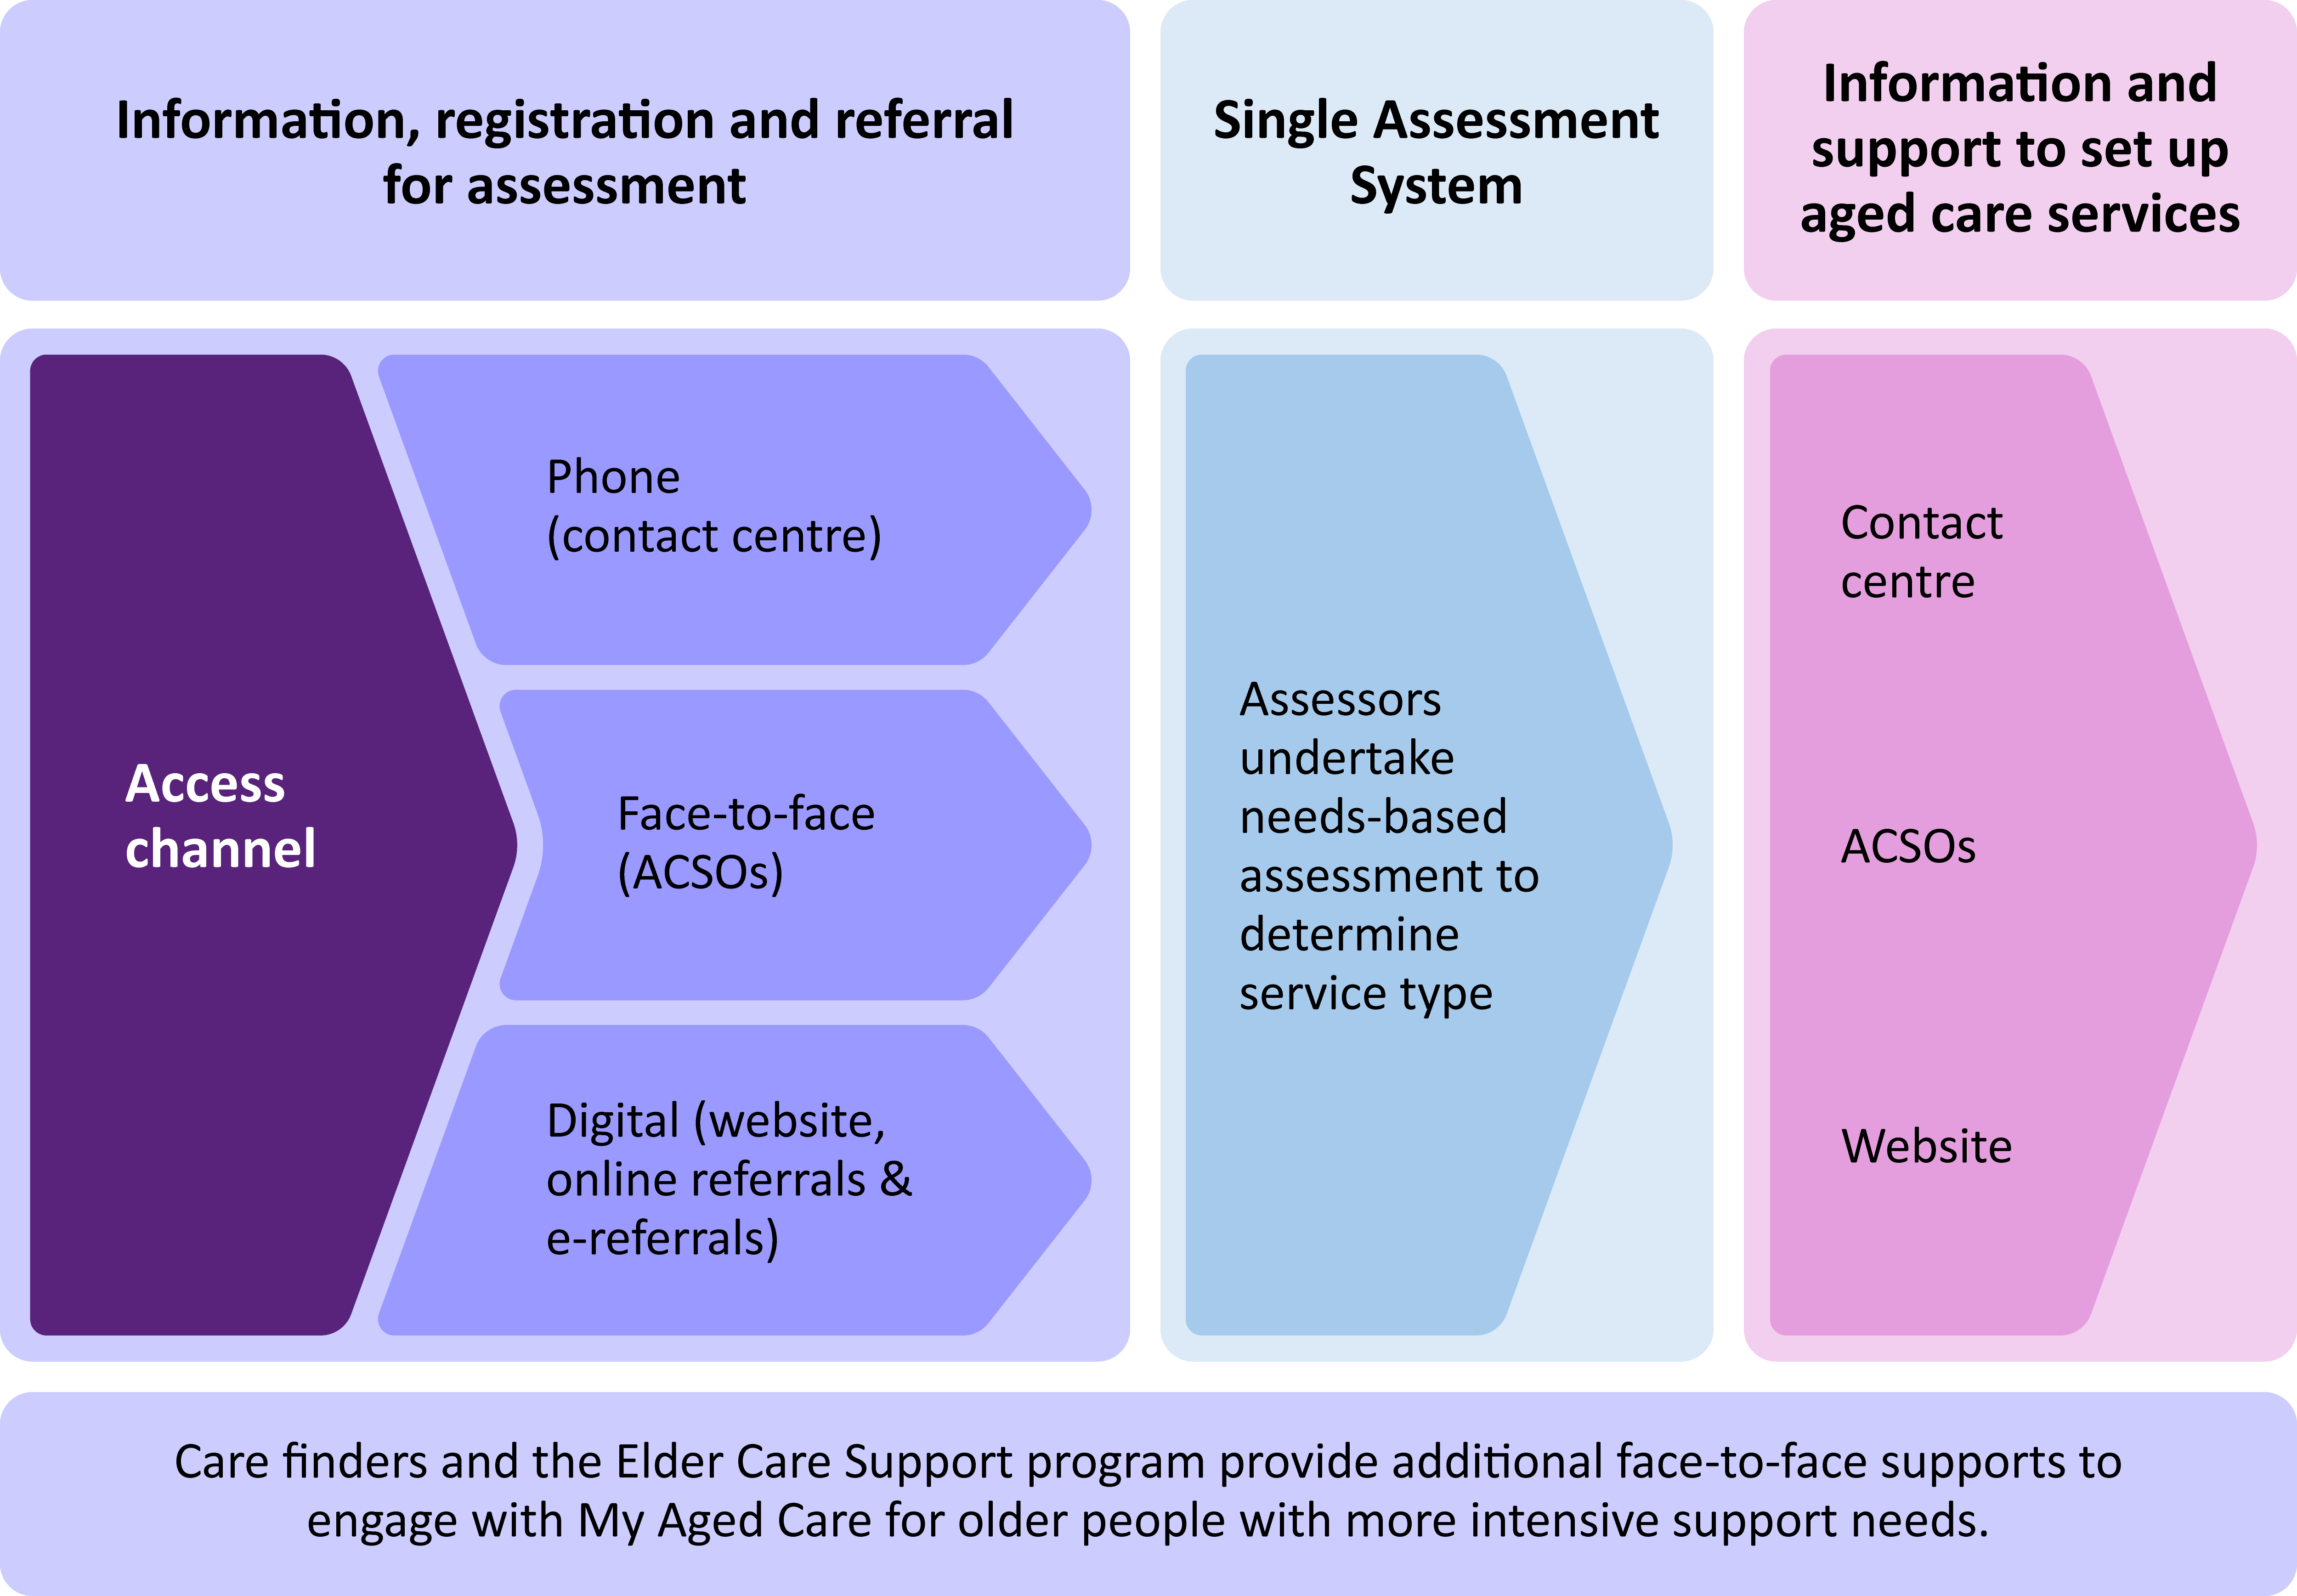 Information, registration and referral
for assessment
Single Assessment
System
Information and
support to set up
aged care services
Access
channel
Phone
(contact centre)
Face-to-face
(ACSOs)
Digital (website,
online referrals &
e-referrals)
Assessors
undertake
needs-based
assessment to
determine
service type
Contact
centre
ACSOs
Website
Care finders and the Elder Care Support program provide additional face-to-face supports to
engage with My Aged Care for older people with more intensive support needs.